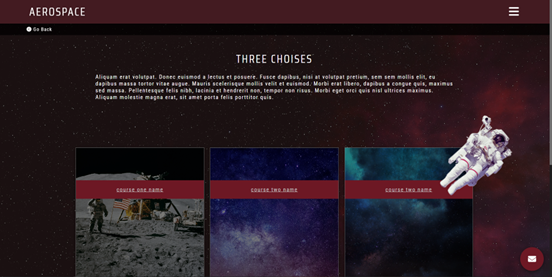 AEROSPACE
Go Back
THREE CHOISES
Aliquam erat volutpat. Donec euismod a lectus et posuere. Fusce dapibus, nisi at volutpat pretium, sem sem mollis elit, eu
dapibus massa tortor vitae augue. Mauris scelerisque mollis velit et euismod. Morbi erat libero, dapibus a congue quis, maximus
sed massa. Pellentesque felis nibh, lacinia et hendrerit non, tempor non risus. Morbi eget orci quis nisl ultrices maximus.
Aliquam molestie magna erat, sit amet porta felis porttitor quis.
course one name
course two name
course two name